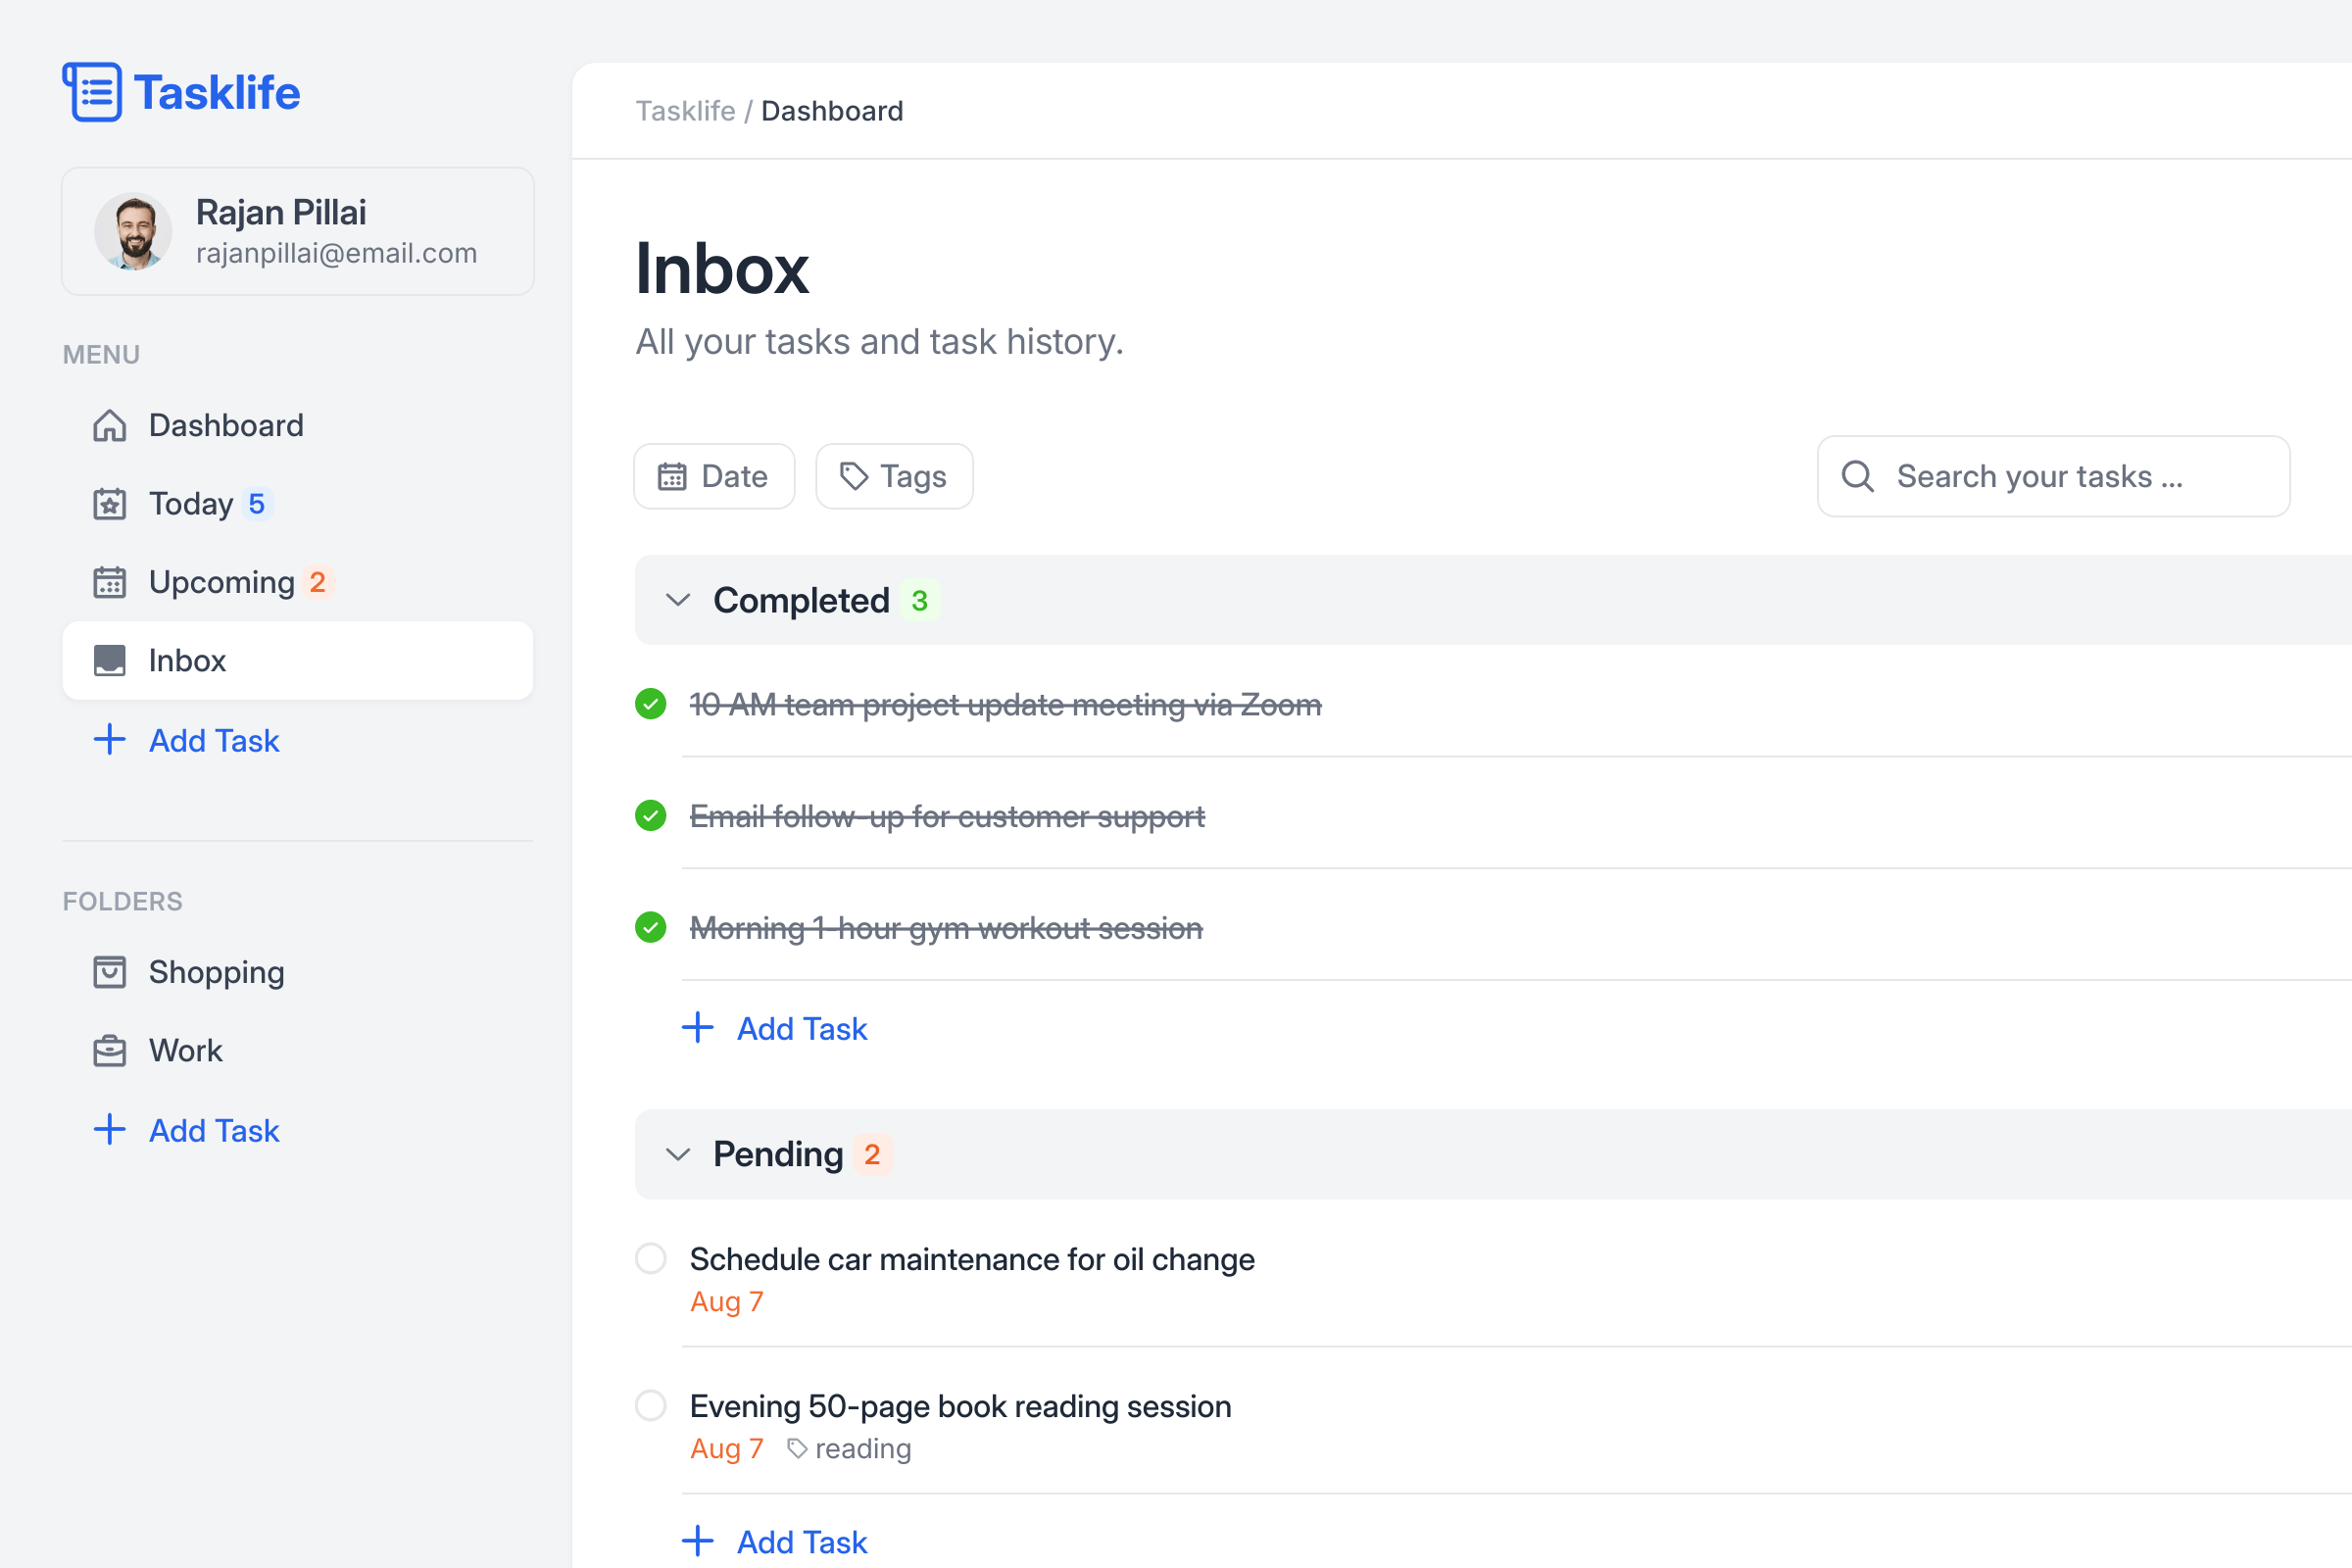 Tasklife
Rajan Pillai
rajanpillai@email.com
MENU
Dashboard
Today 5
Upcoming 2
Inbox
Add Task
FOLDERS
Shopping
Work
Add Task
Tasklife / Dashboard
Inbox
All your tasks and task history.
Date Tags Search your tasks ...
Completed 3
10 AM team project update meeting via Zoom
Email follow-up for customer support
Morning 1-hour gym workout session
Add Task
Pending 2
Schedule car maintenance for oil change
Aug 7
Evening 50-page book reading session
Aug 7 reading
Add Task